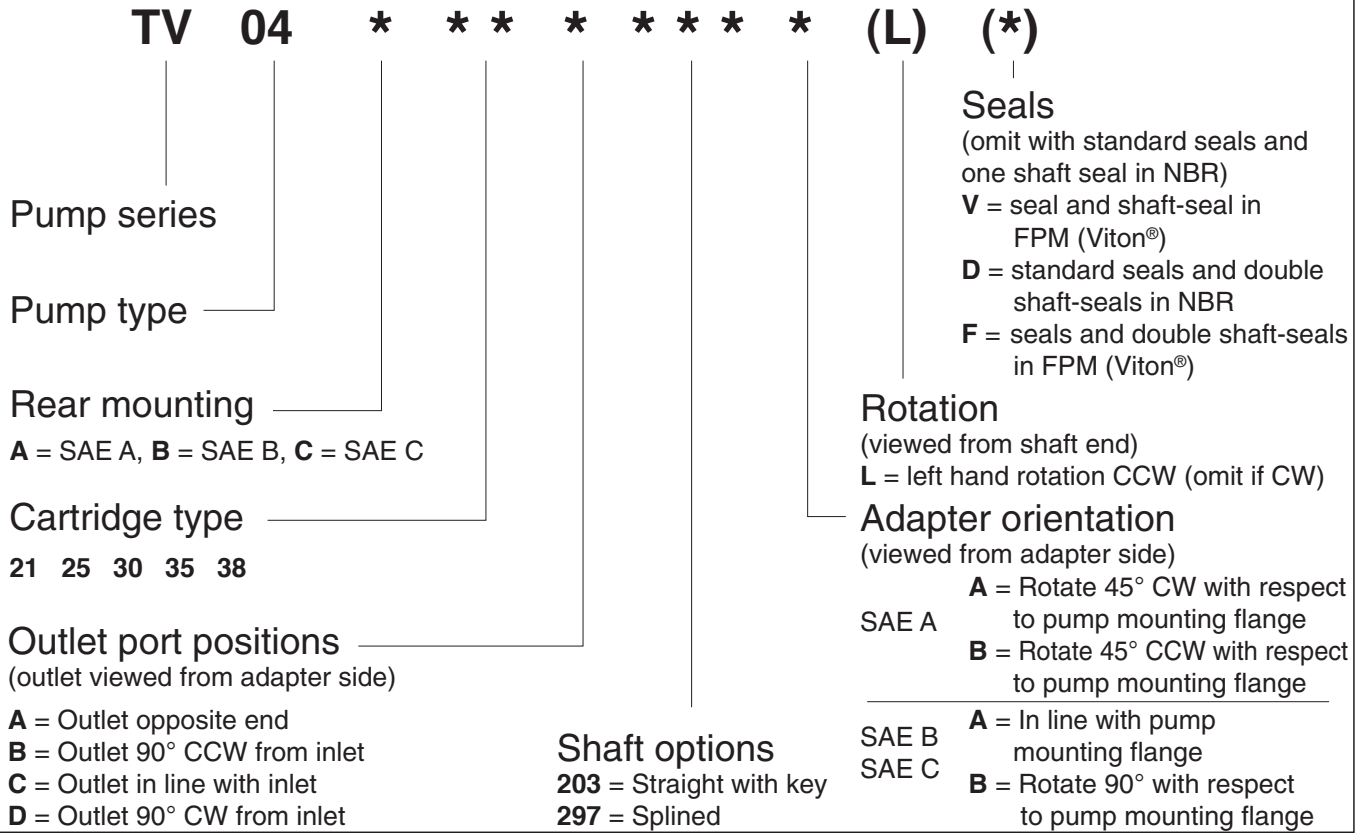 TV 04 * * * * * * * * (L) (*)
Pump series
Pump type
Rear mounting
A = SAE A, B = SAE B, C = SAE C
Cartridge type
21 25 30 35 38
Outlet port positions
(outlet viewed from adapter side)
A = Outlet opposite end
B = Outlet 90° CCW from inlet
C = Outlet in line with inlet
D = Outlet 90° CW from inlet
Shaft options
203 = Straight with key
297 = Splined
Seals
(omit with standard seals and
one shaft seal in NBR)
V = seal and shaft-seal in
FPM (Viton®)
D = standard seals and double
shaft-seals in NBR
F = seals and double shaft-seals
in FPM (Viton®)
Rotation
(viewed from shaft end)
L = left hand rotation CCW (omit if CW)
Adapter orientation
(viewed from adapter side)
SAE A
A = Rotate 45° CW with respect
to pump mounting flange
B = Rotate 45° CCW with respect
to pump mounting flange
SAE B
SAE C
A = In line with pump
mounting flange
B = Rotate 90° with respect
to pump mounting flange